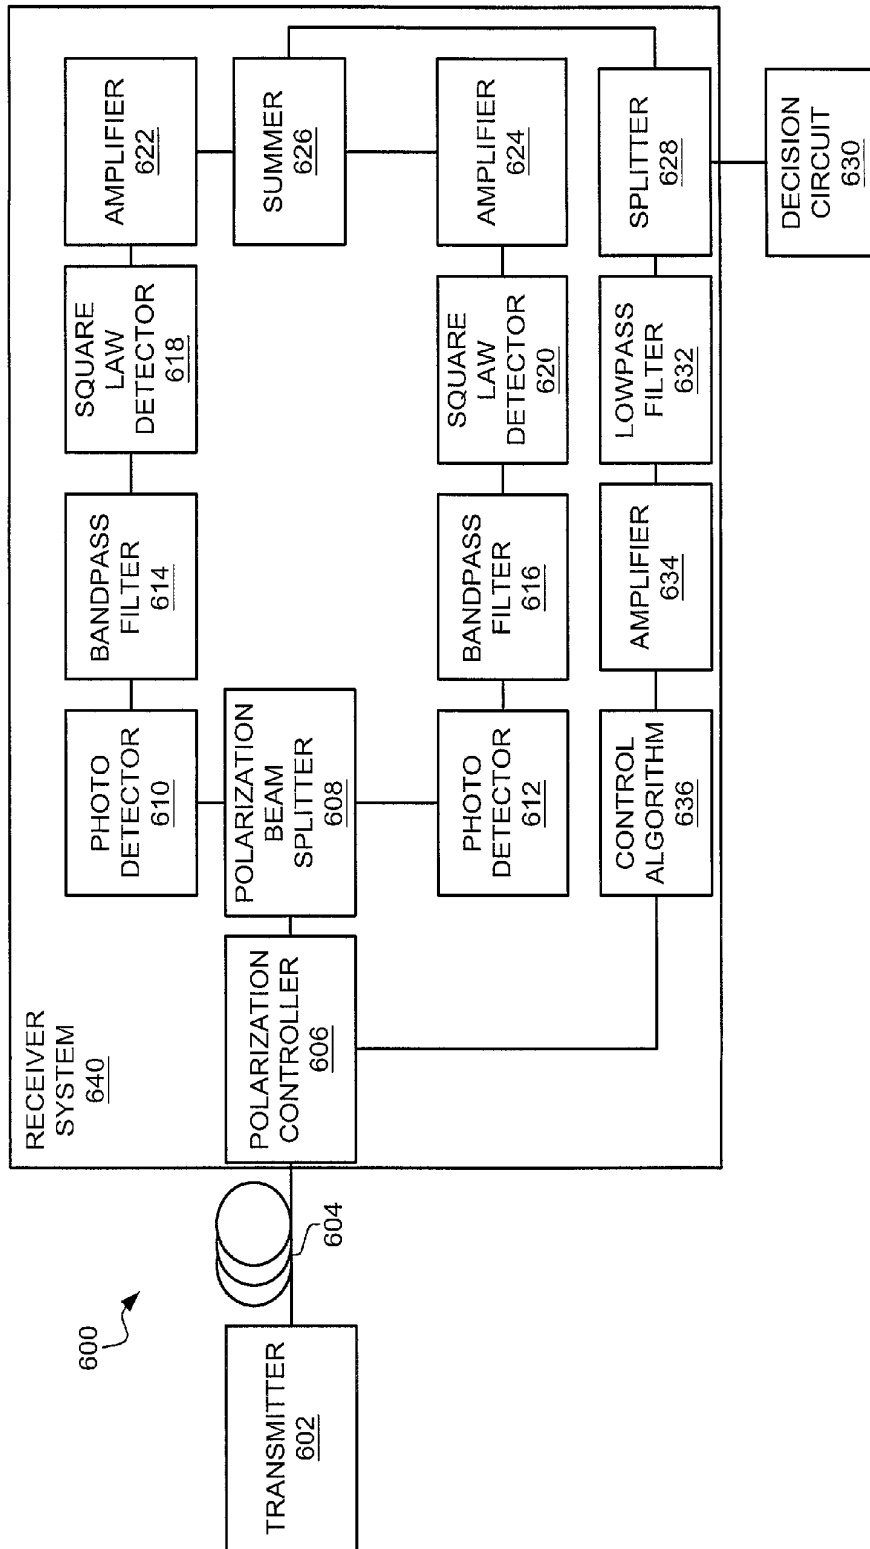 600
TRANSMITTER
602
604
RECEIVER
SYSTEM
640
POLARIZATION
CONTROLLER
606
POLARIZATION
BEAM
SPLITTER
608
PHOTO
DETECTOR
610
BANDPASS
FILTER
614
SQUARE
LAW
DETECTOR
618
AMPLIFIER
622
SUMMER
626
PHOTO
DETECTOR
612
BANDPASS
FILTER
616
SQUARE
LAW
DETECTOR
620
AMPLIFIER
624
CONTROL
ALGORITHM
636
AMPLIFIER
634
LOWPASS
FILTER
632
SPLITTER
628
DECISION
CIRCUIT
630